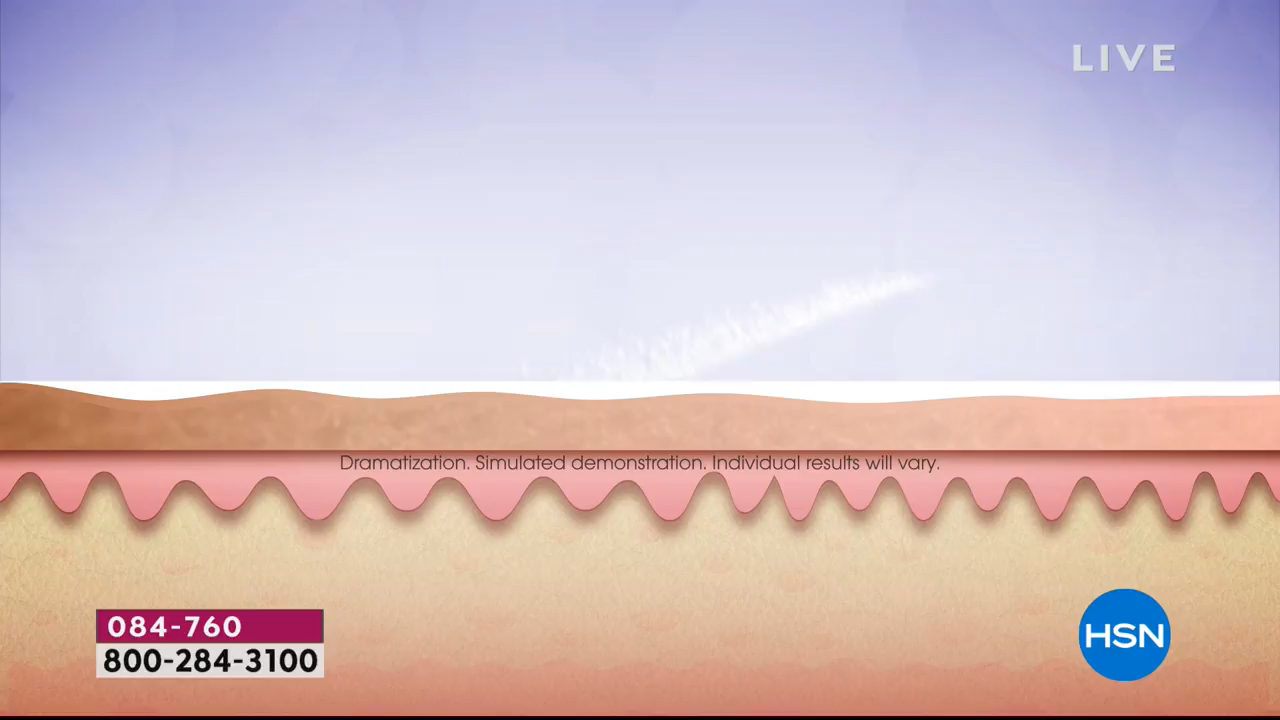 LIVE
Dramatization. Simulated demonstration. Individual results will vary.
084-760
800-284-3100
HSN